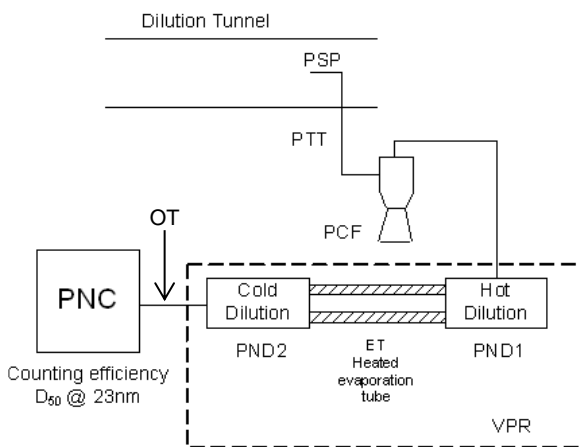 Dilution Tunnel
PSP
PTT
PCF
OT
PNC
Counting efficiency
D₅₀ @ 23nm
Cold
Dilution
PND2
ET
Heated
evaporation
tube
Hot
Dilution
PND1
VPR